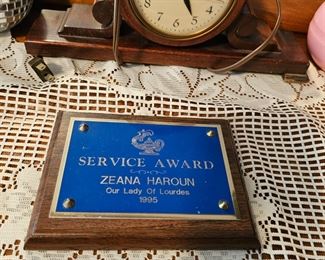 SERVICE AWARD
ZEANA HAROUN
Our Lady Of Lourdes
1995